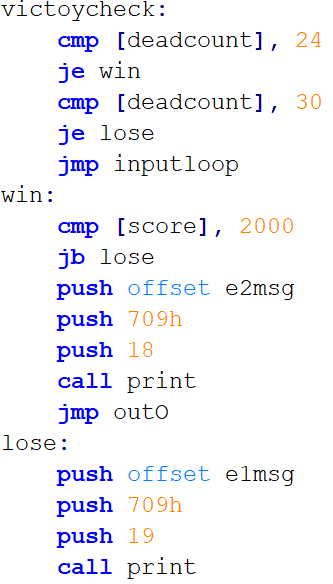 victoycheck:
cmp [deadcount], 24
je win
cmp [deadcount], 30
je lose
jmp inputloop
win:
cmp [score], 2000
jb lose
push offset e2msg
push 709h
push 18
call print
jmp outO
lose:
push offset e1msg
push 709h
push 19
call print